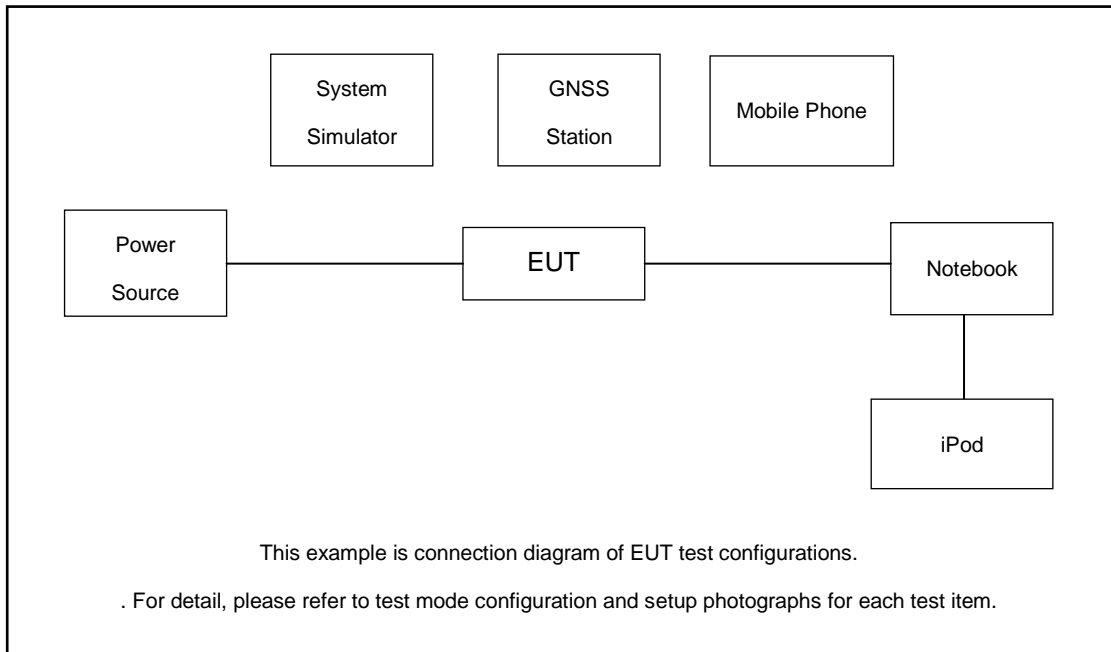 System
Simulator
GNSS
Station
Mobile Phone
Power
Source
EUT
Notebook
iPod
This example is connection diagram of EUT test configurations.
. For detail, please refer to test mode configuration and setup photographs for each test item.